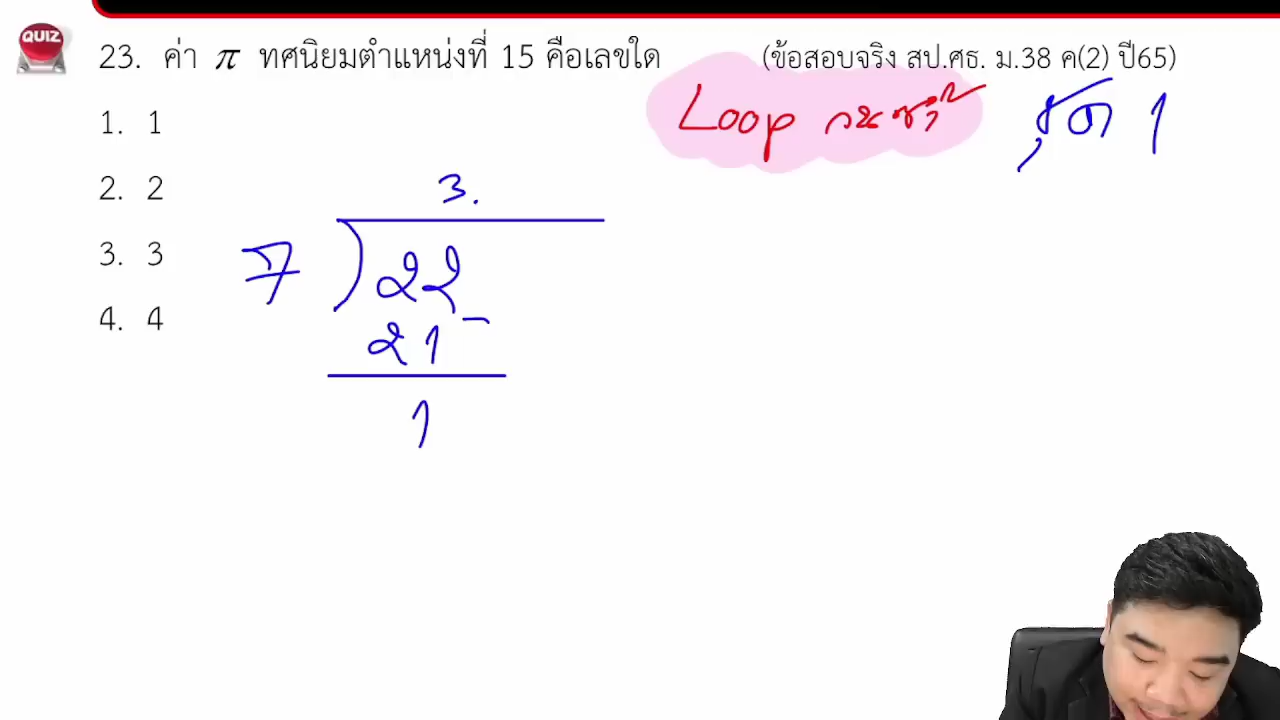 QUIZ
23. ค่า π ทศนิยมตำแหน่งที่ 15 คือเลขใด (ข้อสอบจริง สป.ศธ. ม.38 ค(2) ปี65)
Loop
1
1. 1
2. 2
3. 3
4. 4
3.
7 ) 22
21 -
1